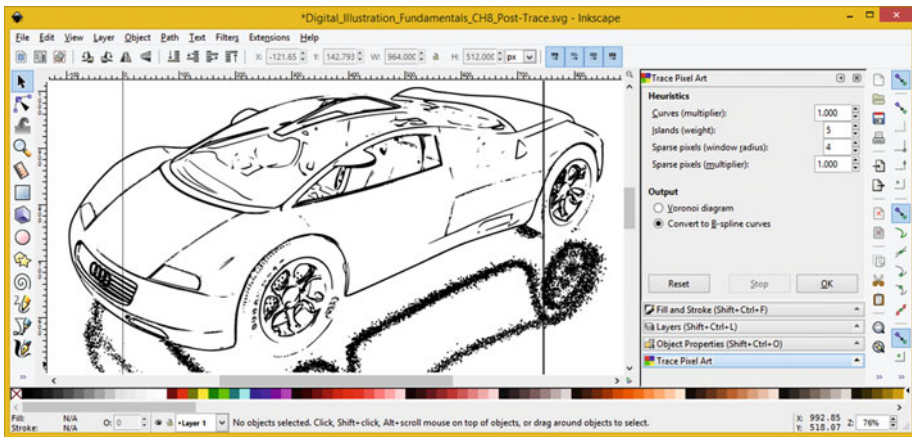 *Digital_Illustration_Fundamentals_CH8_Post-Trace.svg - Inkscape
File Edit View Layer Object Path Text Filters Extensions Help
X: -121.65 Y: 142.793 W: 964.000 H: 512.000 px
Trace Pixel Art
Heuristics
Curves (multiplier): 1.000
Islands (weight): 5
Sparse pixels (window radius): 4
Sparse pixels (multiplier): 1.000
Output
Voronoi diagram
Convert to B-spline curves
Reset Stop OK
Fill and Stroke (Shift+Ctrl+F)
Layers (Shift+Ctrl+L)
Object Properties (Shift+Ctrl+O)
Trace Pixel Art
Fill: N/A O: 0 Layer 1 No objects selected. Click, Shift+click, Alt+scroll mouse on top of objects, or drag around objects to select. X: 992.85 Z: 76%
Stroke: N/A Y: 518.07